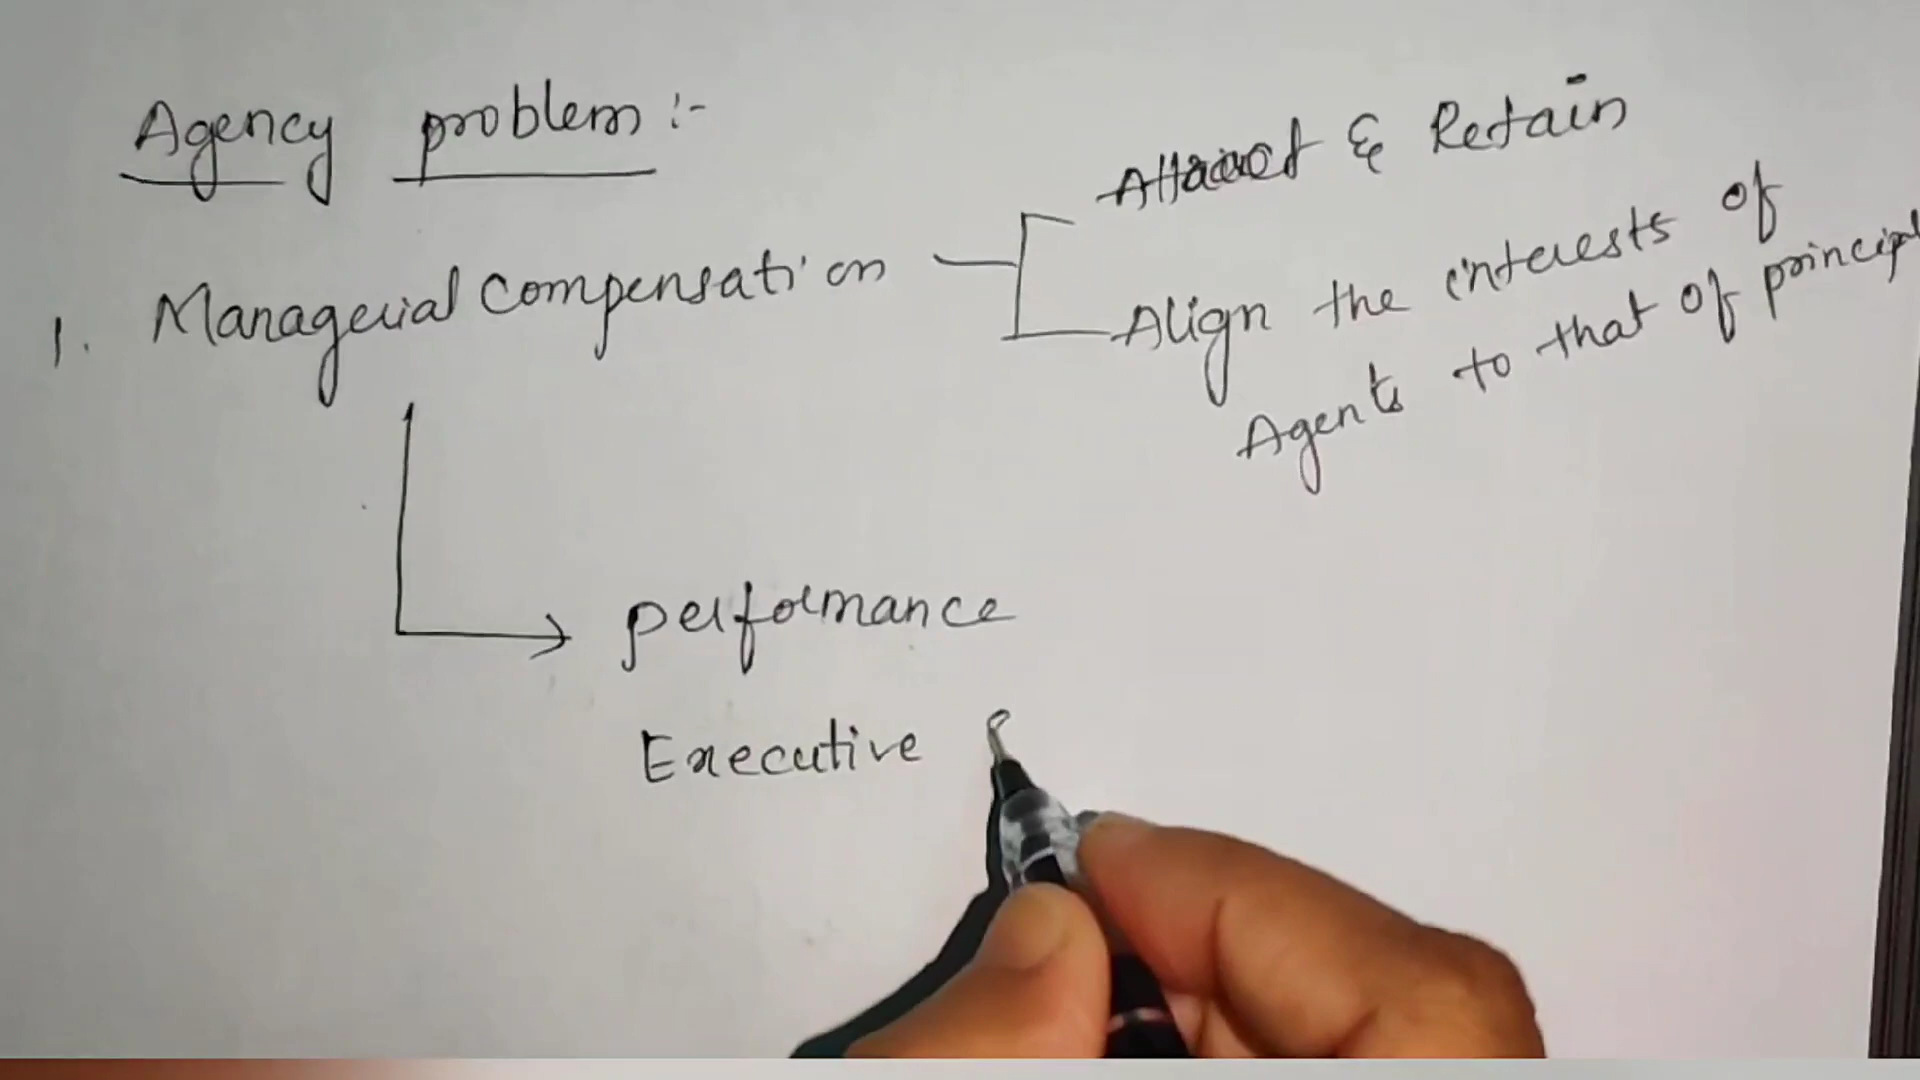 Agency problem :-
Attract & Retain
1. Managerial Compensation
Align the interests of
Agents to that of principal
performance
Executive